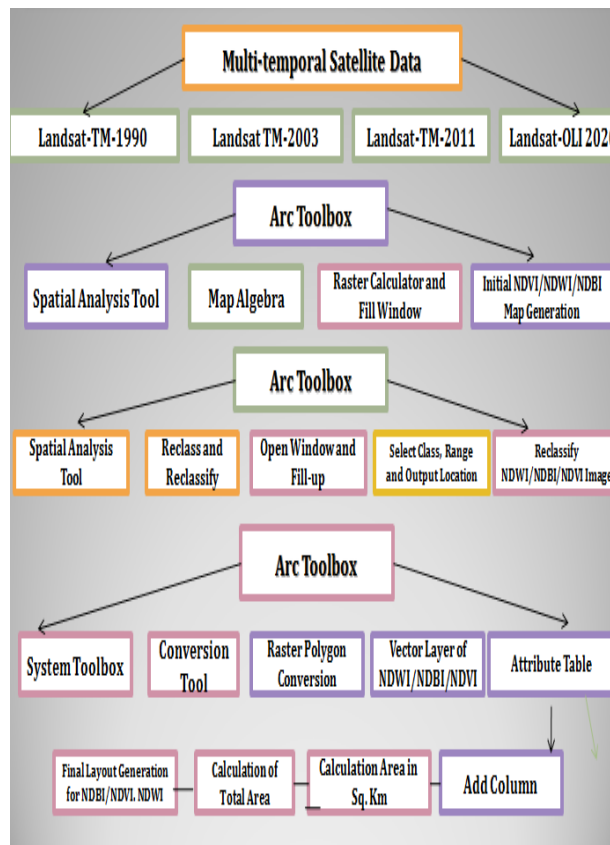 Multi-temporal Satellite Data
Landsat-TM-1990
Landsat TM-2003
Landsat-TM-2011
Landsat-OLI 202
Arc Toolbox
Spatial Analysis Tool
Map Algebra
Raster Calculator and
Fill Window
Initial NDVI/NDWI/NDBI
Map Generation
Arc Toolbox
Spatial Analysis
Tool
Reclass and
Reclassify
Open Window and
Fill-up
Select Class, Range
and Output Location
Reclassify
NDWI/NDBI/NDVI Image
Arc Toolbox
System Toolbox
Conversion
Tool
Raster Polygon
Conversion
Vector Layer of
NDWI/NDBI/NDVI
Attribute Table
Final Layout Generation
for NDBI/NDVI. NDWI
Calculation of
Total Area
Calculation Area in
Sq. Km
Add Column